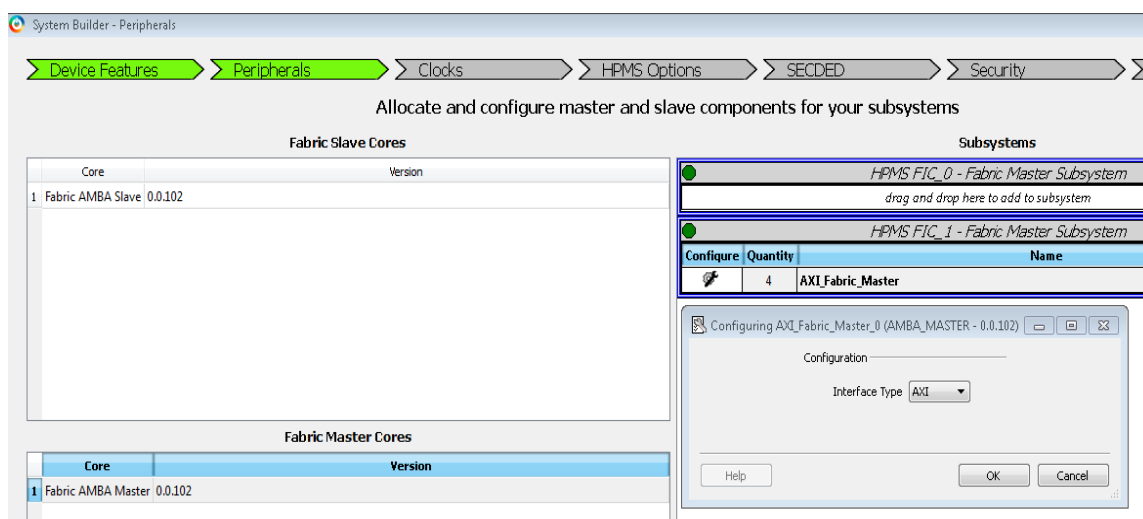 System Builder - Peripherals
Device Features Peripherals Clocks HPMS Options SECDED Security
Allocate and configure master and slave components for your subsystems
Fabric Slave Cores
Core Version
1 Fabric AMBA Slave 0.0.102
Fabric Master Cores
Core Version
1 Fabric AMBA Master 0.0.102
Subsystems
HPMS FIC_0 - Fabric Master Subsystem
drag and drop here to add to subsystem
HPMS FIC_1 - Fabric Master Subsystem
Configure Quantity Name
4 AXI_Fabric_Master
Configuring AXI_Fabric_Master_0 (AMBA_MASTER - 0.0.102)
Configuration
Interface Type AXI
Help OK Cancel